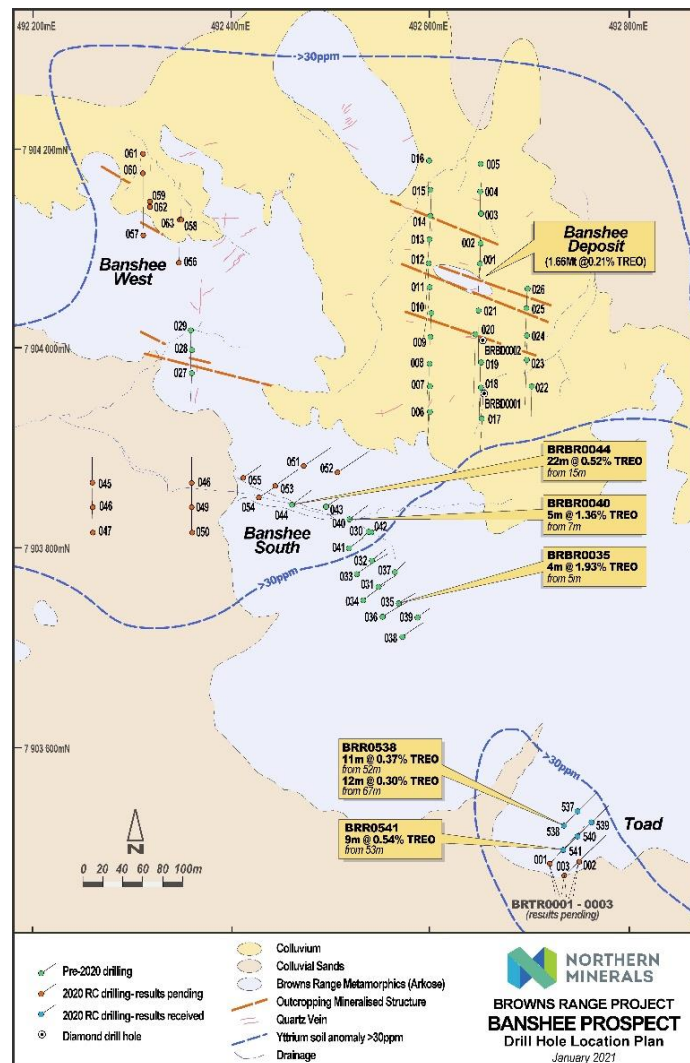 492 200mE
492 400mE
492 600mE
492 800mE
>30ppm
7 904 200mN
061
060
059
062
063
058
057
056
Banshee
West
016
005
015
004
014
003
013
002
012
001
Banshee
Deposit
(1.66Mt @0.21% TREO)
011
026
010
021
025
029
020
024
7 904 000mN
009
BRBD0002
028
008
019
023
027
007
018
022
BRBD0001
006
017
051
052
055
053
054
045
046
046
049
047
050
044
043
Banshee
South
040
030
042
041
032
033
037
031
034
035
036
039
038
BRBR0044
22m @ 0.52% TREO
from 15m
BRBR0040
5m @ 1.36% TREO
from 7m
BRBR0035
4m @ 1.93% TREO
from 5m
7 903 800mN
>30ppm
>30ppm
7 903 600mN
BRR0538
11m @ 0.37% TREO
from 52m
12m @ 0.30% TREO
from 67m
BRR0541
9m @ 0.54% TREO
from 53m
>30ppm
537
538
539
540
541
Toad
001
003
002
BRTR0001 - 0003
(results pending)
N
0 20 40 60 80 100m
Pre-2020 drilling
2020 RC drilling-results pending
2020 RC drilling-results received
Diamond drill hole
Colluvium
Colluvial Sands
Browns Range Metamorphics (Arkose)
Outcropping Mineralised Structure
Quartz Vein
Yttrium soil anomaly >30ppm
Drainage
NORTHERN
MINERALS
BROWNS RANGE PROJECT
BANSHEE PROSPECT
Drill Hole Location Plan
January 2021